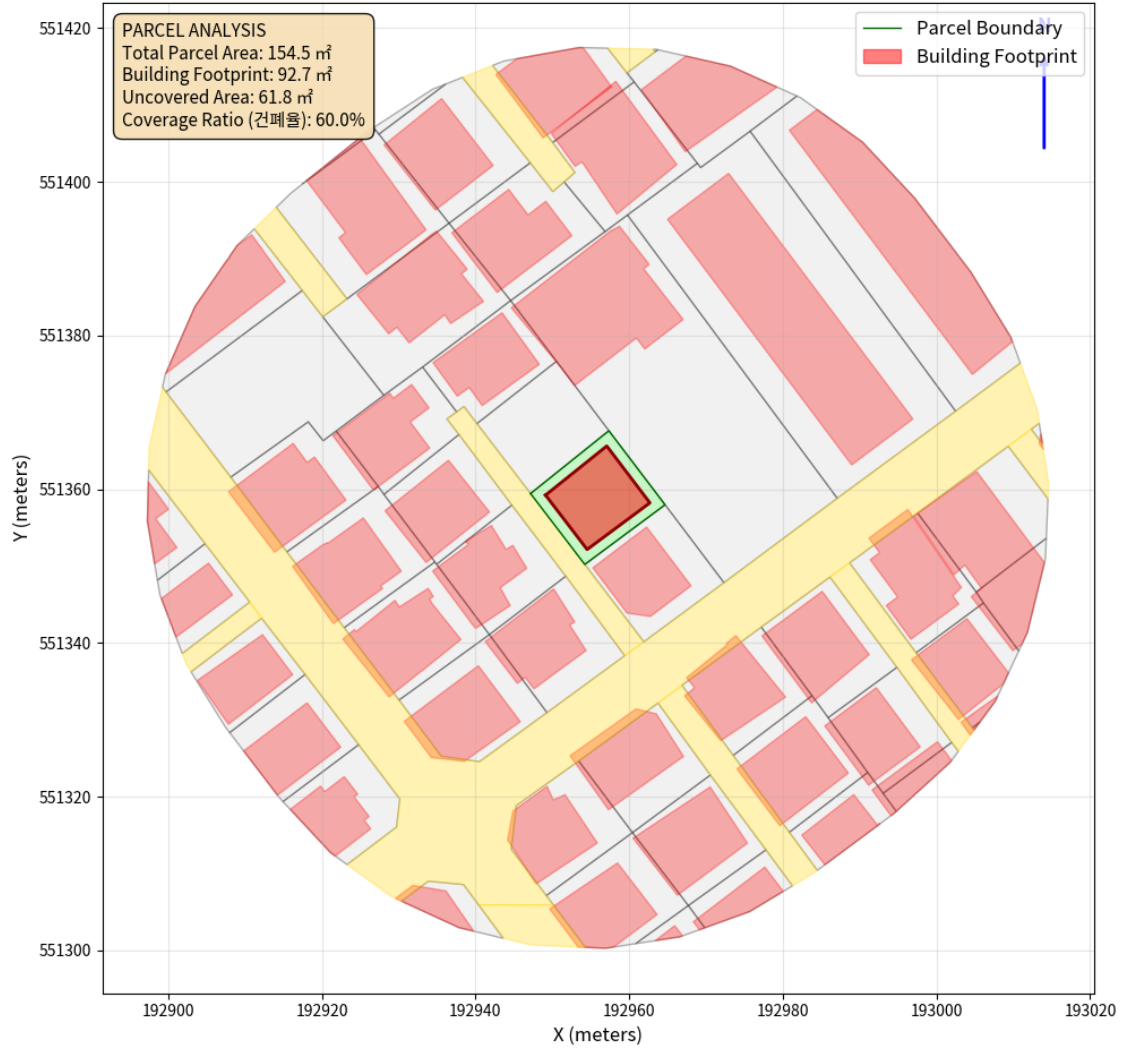 PARCEL ANALYSIS
Total Parcel Area: 154.5 ㎡
Building Footprint: 92.7 ㎡
Uncovered Area: 61.8 ㎡
Coverage Ratio (건폐율): 60.0%
Parcel Boundary
Building Footprint
N
551420
551400
551380
551360
551340
551320
551300
Y (meters)
192900
192920
192940
192960
192980
193000
193020
X (meters)